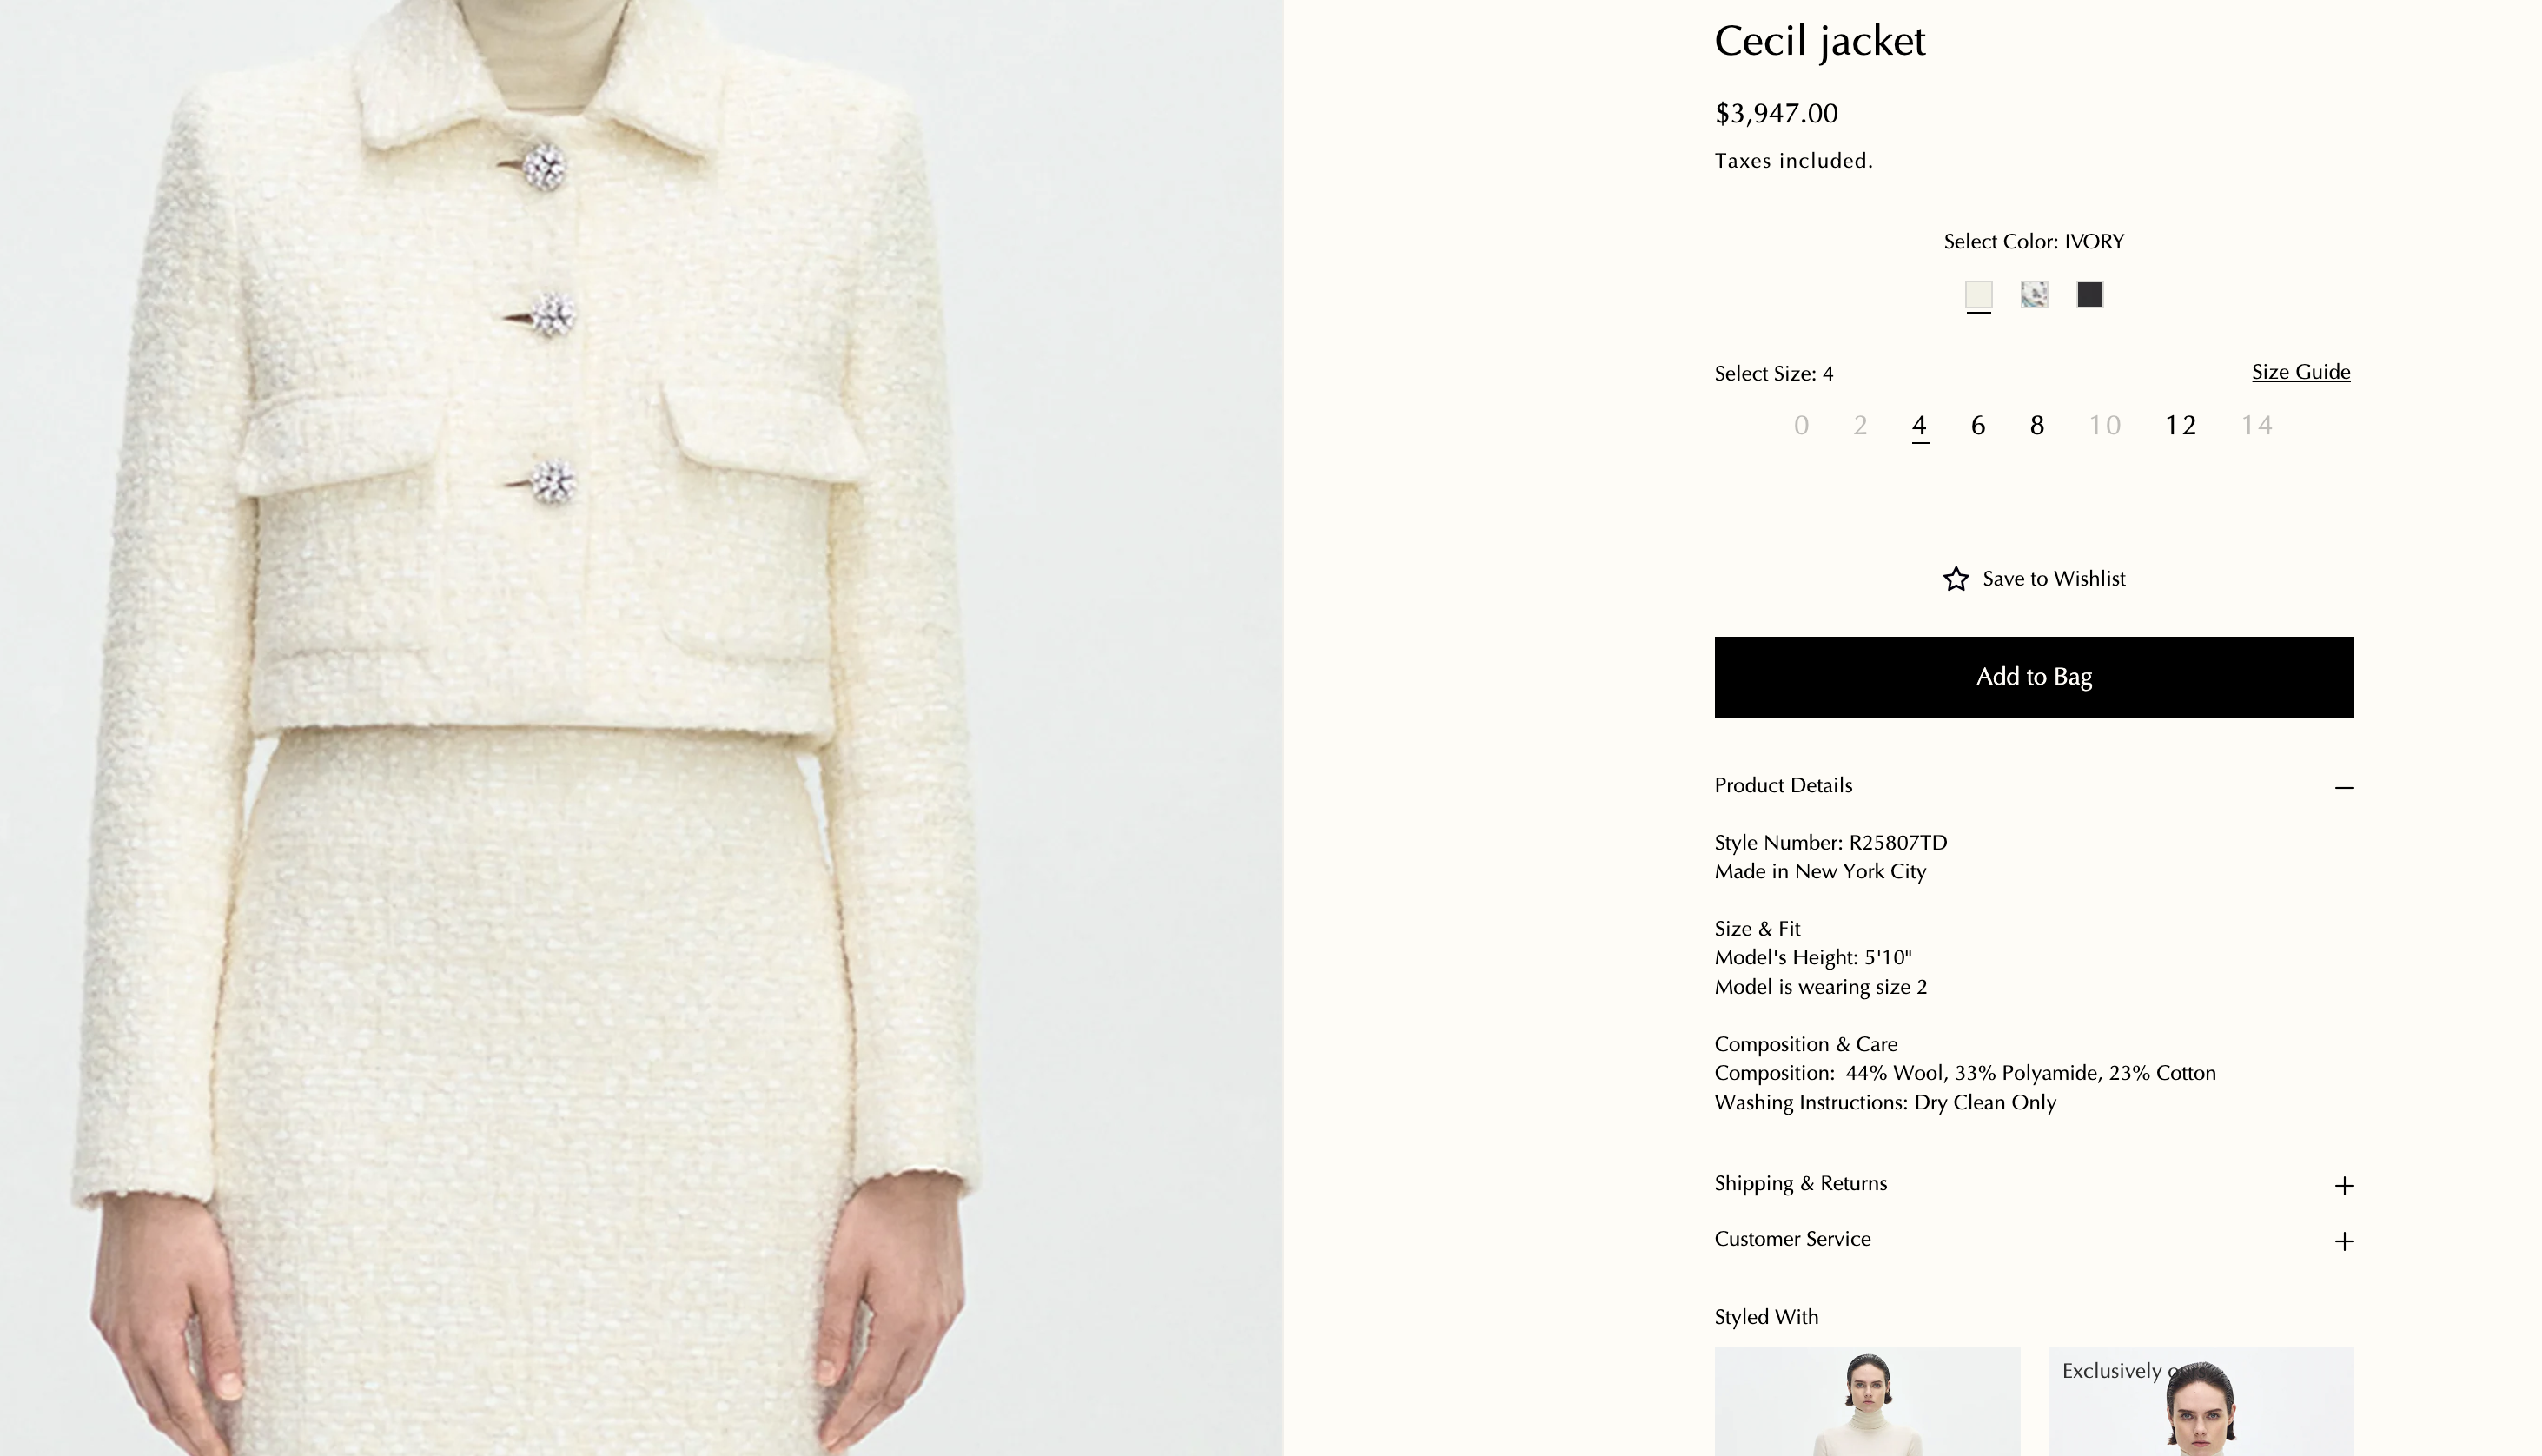 Cecil jacket
$3,947.00
Taxes included.
Select Color: IVORY
Select Size: 4
Size Guide
0 2 4 6 8 10 12 14
Save to Wishlist
Add to Bag
Product Details
Style Number: R25807TD
Made in New York City
Size & Fit
Model's Height: 5'10"
Model is wearing size 2
Composition & Care
Composition: 44% Wool, 33% Polyamide, 23% Cotton
Washing Instructions: Dry Clean Only
Shipping & Returns
Customer Service
Styled With
Exclusively